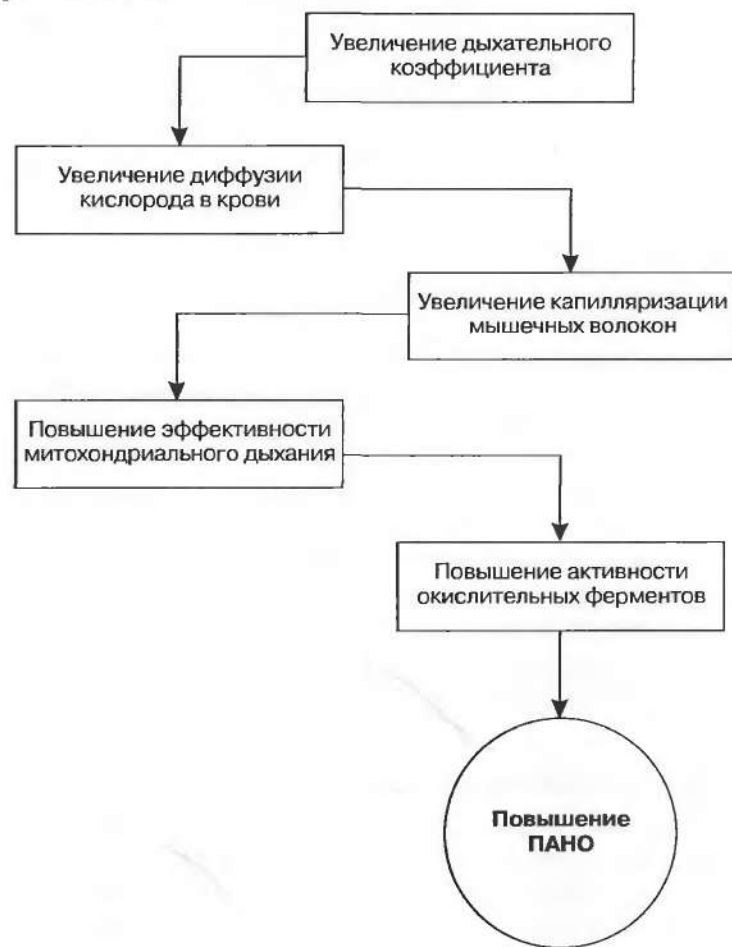 Увеличение дыхательного
коэффициента
Увеличение диффузии
кислорода в крови
Увеличение капилляризации
мышечных волокон
Повышение эффективности
митохондриального дыхания
Повышение активности
окислительных ферментов
Повышение
ПАНО